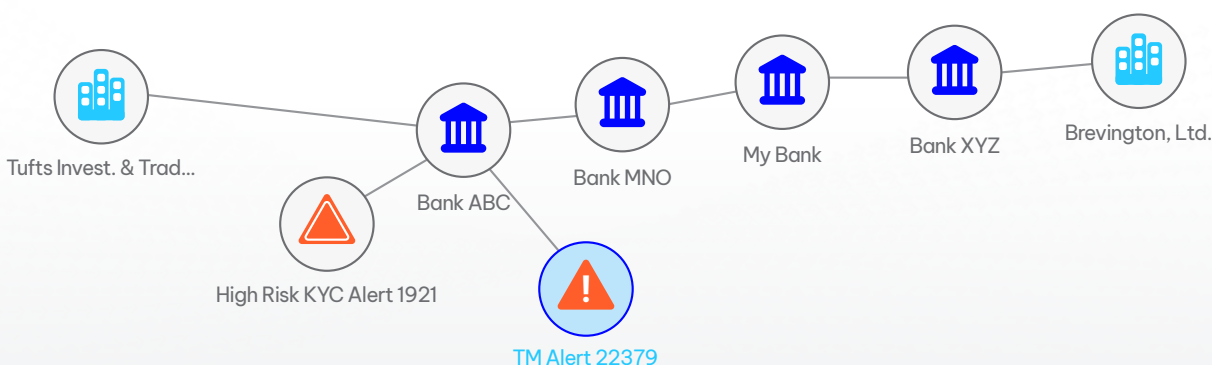 Tufts Invest. & Trad...
High Risk KYC Alert 1921
Bank ABC
TM Alert 22379
Bank MNO
My Bank
Bank XYZ
Brevington, Ltd.